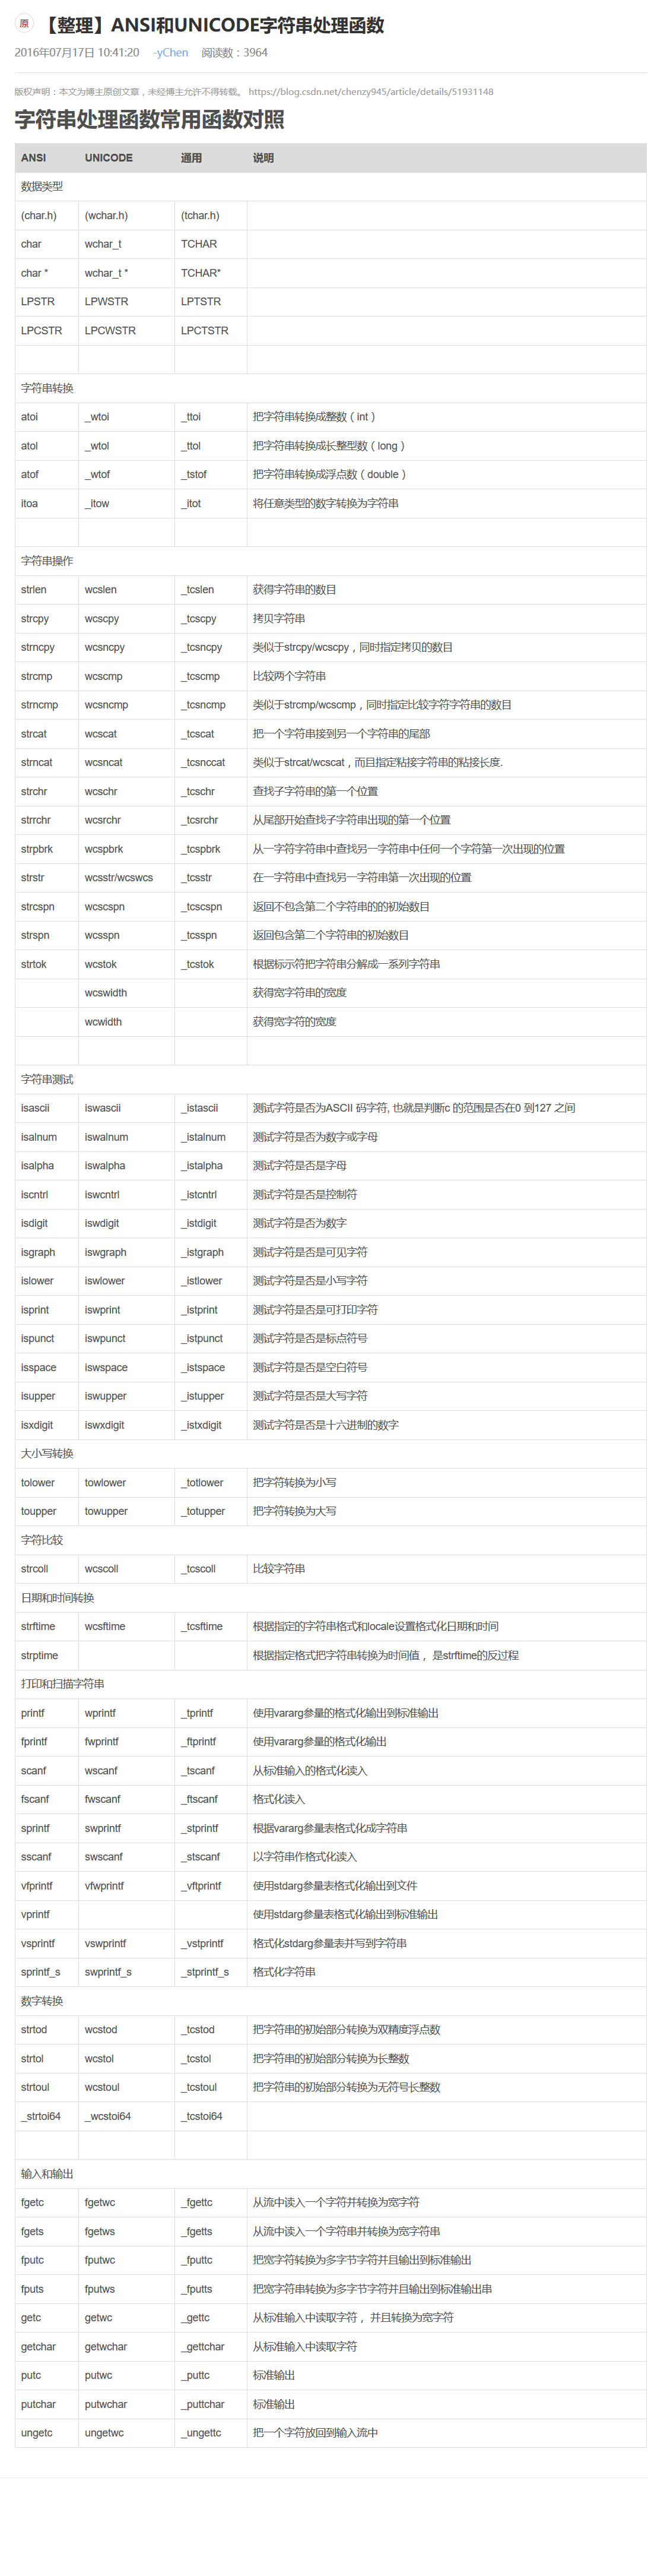 原 【整理】ANSI和UNICODE字符串处理函数
2016年07月17日 10:41:20 -yChen 阅读数：3964
版权声明：本文为博主原创文章，未经博主允许不得转载。 https://blog.csdn.net/chenzy945/article/details/51931148
字符串处理函数常用函数对照
ANSI UNICODE 通用 说明
数据类型
(char.h) (wchar.h) (tchar.h)
char wchar_t TCHAR
char * wchar_t * TCHAR*
LPSTR LPWSTR LPTSTR
LPCSTR LPCWSTR LPCTSTR
字符串转换
atoi _wtoi _ttoi 把字符串转换成整数（int）
atol _wtol _ttol 把字符串转换成长整型数（long）
atof _wtof _tstof 把字符串转换成浮点数（double）
itoa _itow _itot 将任意类型的数字转换为字符串
字符串操作
strlen wcslen _tcslen 获得字符串的数目
strcpy wcscpy _tcscpy 拷贝字符串
strncpy wcsncpy _tcsncpy 类似于strcpy/wcscpy，同时指定拷贝的数目
strcmp wcscmp _tcscmp 比较两个字符串
strncmp wcsncmp _tcsncmp 类似于strcmp/wcscmp，同时指定比较字符字符串的数目
strcat wcscat _tcscat 把一个字符串接到另一个字符串的尾部
strncat wcsncat _tcsnccat 类似于strcat/wcscat，而且指定粘接字符串的粘接长度.
strchr wcschr _tcschr 查找子字符串的第一个位置
strrchr wcsrchr _tcsrchr 从尾部开始查找子字符串出现的第一个位置
strpbrk wcspbrk _tcspbrk 从一字符字符串中查找另一字符串中任何一个字符第一次出现的位置
strstr wcsstr/wcswcs _tcsstr 在一字符串中查找另一字符串第一次出现的位置
strcspn wcscspn _tcscspn 返回不包含第二个字符串的的初始数目
strspn wcsspn _tcsspn 返回包含第二个字符串的初始数目
strtok wcstok _tcstok 根据标示符把字符串分解成一系列字符串
wcswidth 获得宽字符串的宽度
wcwidth 获得宽字符的宽度
字符串测试
isascii iswascii _istascii 测试字符是否为ASCII 码字符, 也就是判断c 的范围是否在0 到127 之间
isalnum iswalnum _istalnum 测试字符是否为数字或字母
isalpha iswalpha _istalpha 测试字符是否是字母
iscntrl iswcntrl _istcntrl 测试字符是否是控制符
isdigit iswdigit _istdigit 测试字符是否为数字
isgraph iswgraph _istgraph 测试字符是否是可见字符
islower iswlower _istlower 测试字符是否是小写字符
isprint iswprint _istprint 测试字符是否是可打印字符
ispunct iswpunct _istpunct 测试字符是否是标点符号
isspace iswspace _istspace 测试字符是否是空白符号
isupper iswupper _istupper 测试字符是否是大写字符
isxdigit iswxdigit _istxdigit 测试字符是否是十六进制的数字
大小写转换
tolower towlower _totlower 把字符转换为小写
toupper towupper _totupper 把字符转换为大写
字符比较
strcoll wcscoll _tcscoll 比较字符串
日期和时间转换
strftime wcsftime _tcsftime 根据指定的字符串格式和locale设置格式化日期和时间
strptime 根据指定格式把字符串转换为时间值， 是strftime的反过程
打印和扫描字符串
printf wprintf _tprintf 使用vararg参量的格式化输出到标准输出
fprintf fwprintf _ftprintf 使用vararg参量的格式化输出
scanf wscanf _tscanf 从标准输入的格式化读入
fscanf fwscanf _ftscanf 格式化读入
sprintf swprintf _stprintf 根据vararg参量表格式化成字符串
sscanf swscanf _stscanf 以字符串作格式化读入
vfprintf vfwprintf _vftprintf 使用stdarg参量表格式化输出到文件
vprintf 使用stdarg参量表格式化输出到标准输出
vsprintf vswprintf _vstprintf 格式化stdarg参量表并写到字符串
sprintf_s swprintf_s _stprintf_s 格式化字符串
数字转换
strtod wcstod _tcstod 把字符串的初始部分转换为双精度浮点数
strtol wcstol _tcstol 把字符串的初始部分转换为长整数
strtoul wcstoul _tcstoul 把字符串的初始部分转换为无符号长整数
_strtoi64 _wcstoi64 _tcstoi64
输入和输出
fgetc fgetwc _fgettc 从流中读入一个字符并转换为宽字符
fgets fgetws _fgetts 从流中读入一个字符串并转换为宽字符串
fputc fputwc _fputtc 把宽字符转换为多字节字符并且输出到标准输出
fputs fputws _fputts 把宽字符串转换为多字节字符并且输出到标准输出串
getc getwc _gettc 从标准输入中读取字符， 并且转换为宽字符
getchar getwchar _gettchar 从标准输入中读取字符
putc putwc _puttc 标准输出
putchar putwchar _puttchar 标准输出
ungetc ungetwc _ungettc 把一个字符放回到输入流中